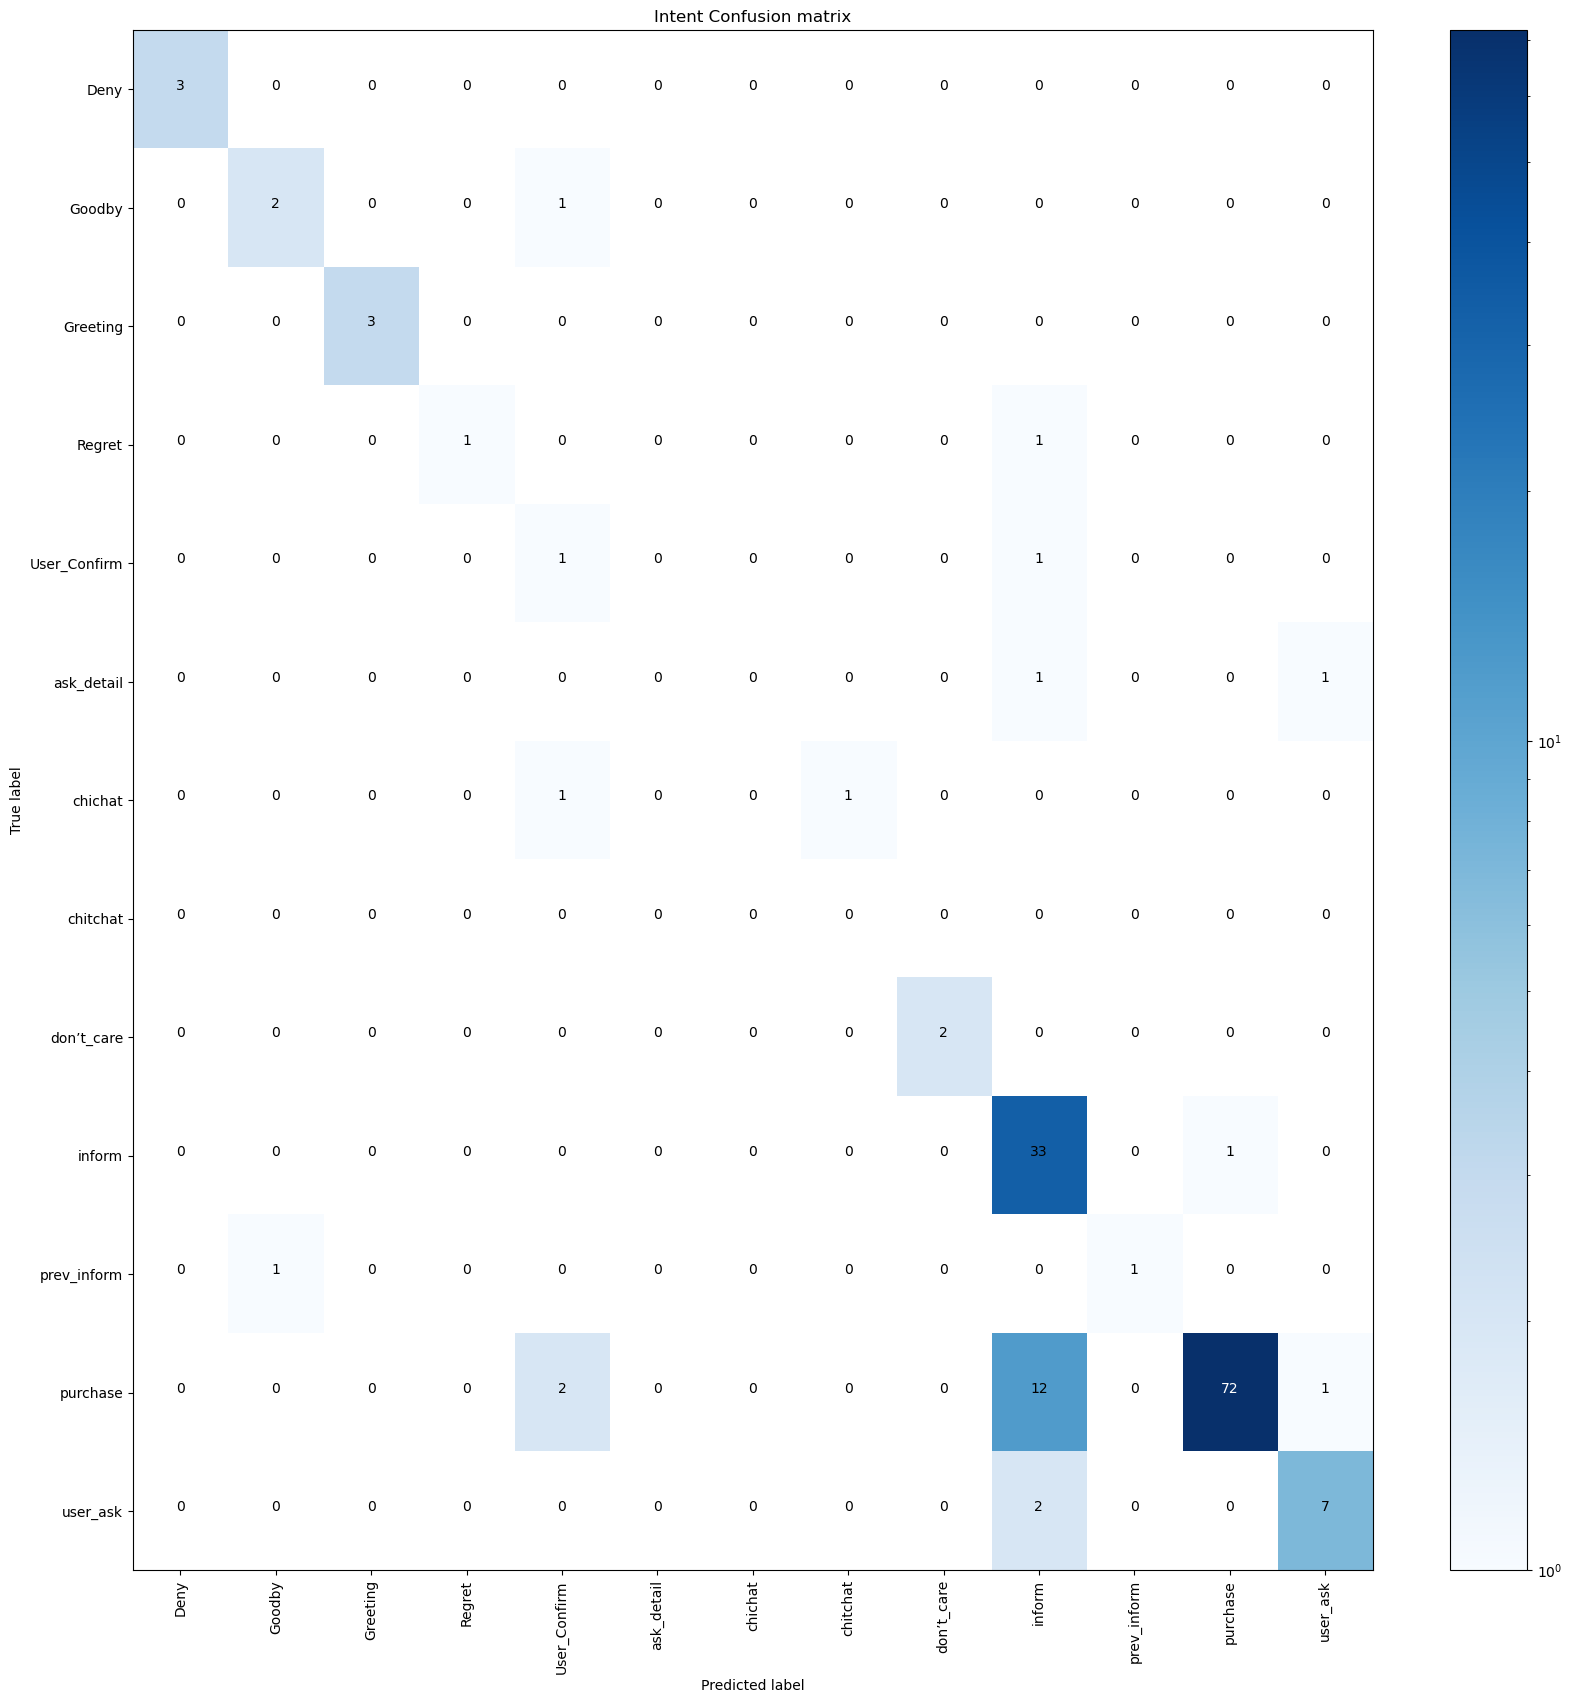 Intent Confusion matrix
Deny 3 0 0 0 0 0 0 0 0 0 0 0 0
Goodby 0 2 0 0 1 0 0 0 0 0 0 0 0
Greeting 0 0 3 0 0 0 0 0 0 0 0 0 0
Regret 0 0 0 1 0 0 0 0 0 1 0 0 0
User_Confirm 0 0 0 0 1 0 0 0 0 1 0 0 0
ask_detail 0 0 0 0 0 0 0 0 0 1 0 0 1
10¹
True label
chichat 0 0 0 0 1 0 0 1 0 0 0 0 0
chitchat 0 0 0 0 0 0 0 0 0 0 0 0 0
don’t_care 0 0 0 0 0 0 0 0 2 0 0 0 0
inform 0 0 0 0 0 0 0 0 0 33 0 1 0
prev_inform 0 1 0 0 0 0 0 0 0 0 1 0 0
purchase 0 0 0 0 2 0 0 0 0 12 0 72 1
user_ask 0 0 0 0 0 0 0 0 0 2 0 0 7
10⁰
Deny Goodby Greeting Regret User_Confirm ask_detail chichat chitchat don’t_care inform prev_inform purchase user_ask
Predicted label